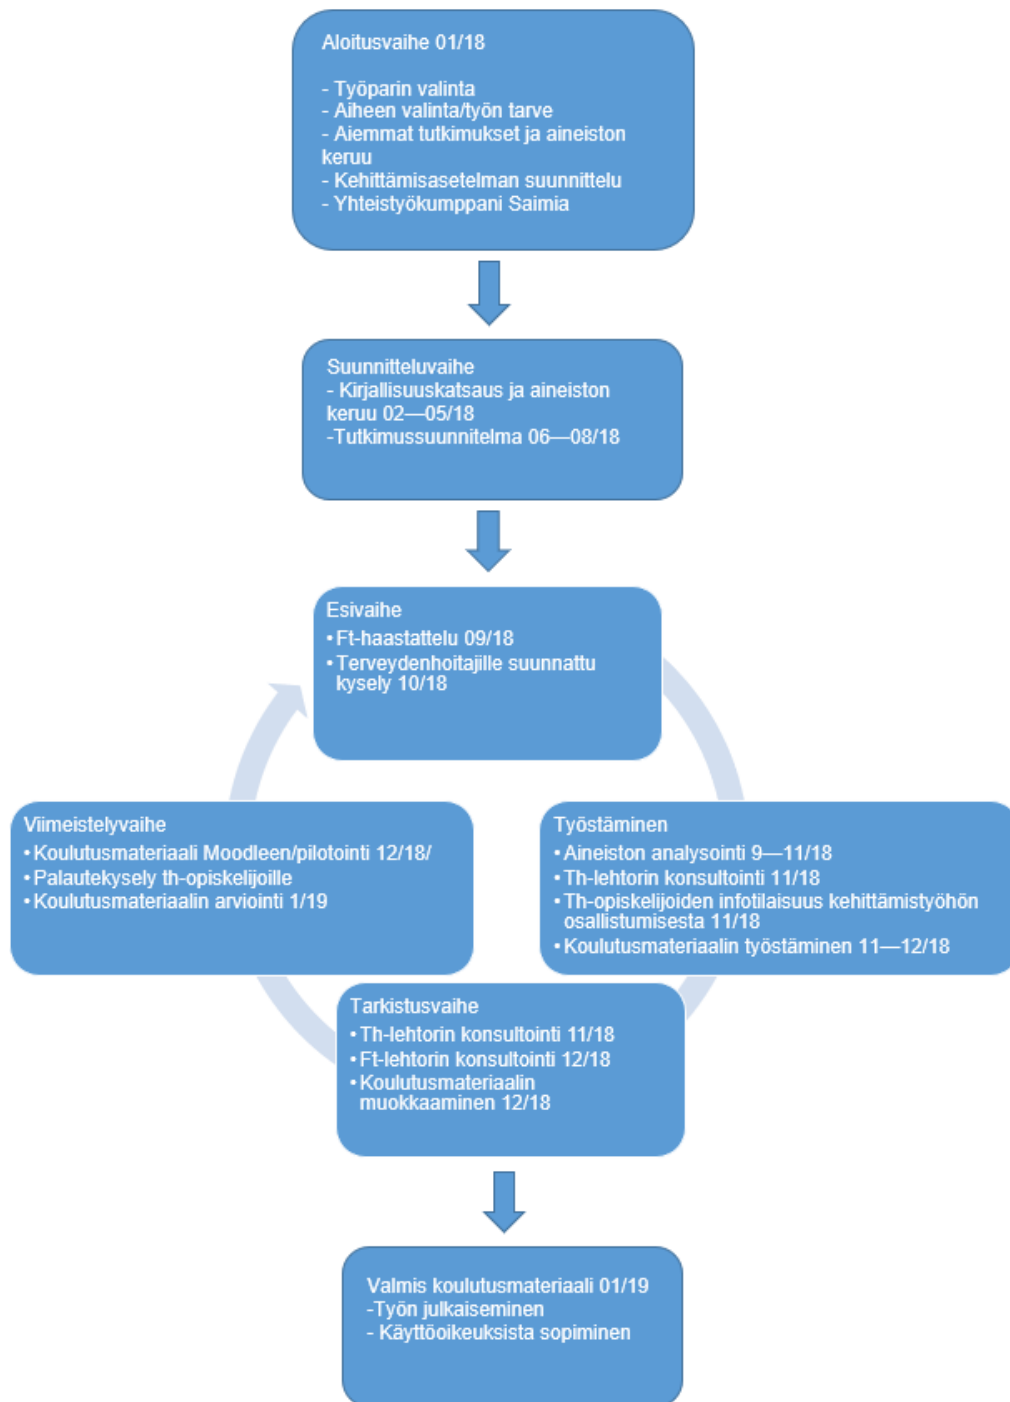 Aloitusvaihe 01/18
- Työparin valinta
- Aiheen valinta/työn tarve
- Aiemmat tutkimukset ja aineiston
keruu
- Kehittämisasetelman suunnittelu
- Yhteistyökumppani Saimia
Suunnitteluvaihe
- Kirjallisuuskatsaus ja aineiston
keruu 02—05/18
-Tutkimussuunnitelma 06—08/18
Esivaihe
• Ft-haastattelu 09/18
• Terveydenhoitajille suunnattu
kysely 10/18
Työstäminen
• Aineiston analysointi 9—11/18
• Th-lehtorin konsultointi 11/18
• Th-opiskelijoiden infotilaisuus kehittämistyöhön
osallistumisesta 11/18
• Koulutusmateriaalin työstäminen 11—12/18
Tarkistusvaihe
• Th-lehtorin konsultointi 11/18
• Ft-lehtorin konsultointi 12/18
• Koulutusmateriaalin
muokkaaminen 12/18
Viimeistelyvaihe
• Koulutusmateriaali Moodleen/pilotointi 12/18/
• Palautekysely th-opiskelijoille
• Koulutusmateriaalin arviointi 1/19
Valmis koulutusmateriaali 01/19
-Työn julkaiseminen
- Käyttöoikeuksista sopiminen